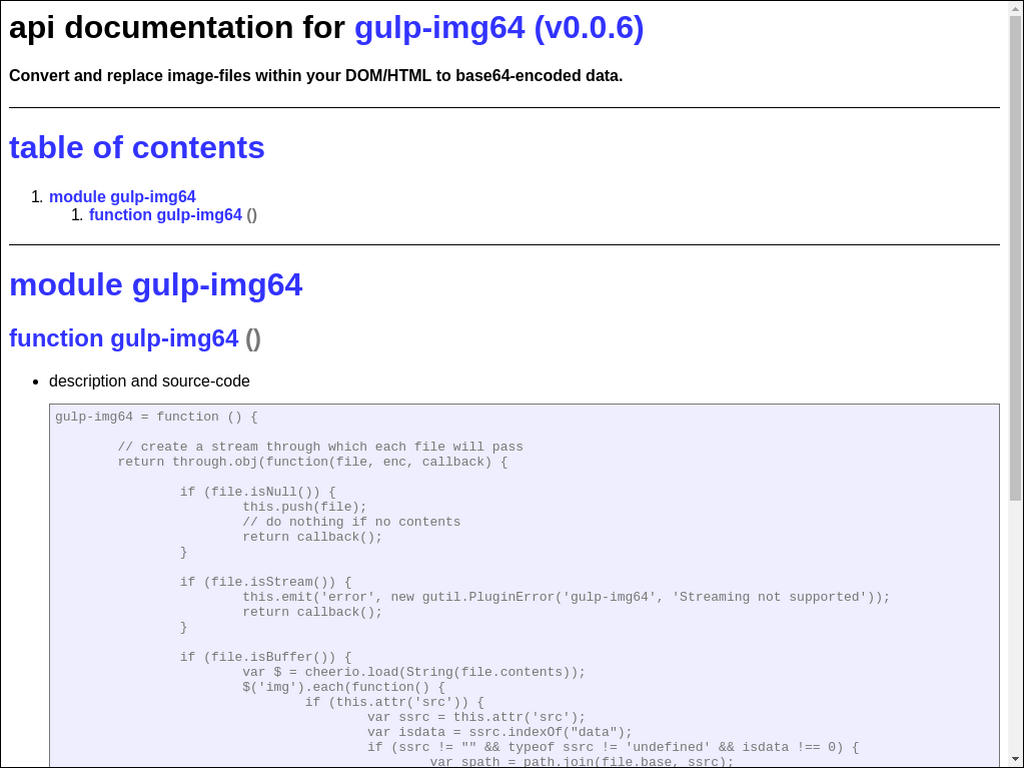 api documentation for gulp-img64 (v0.0.6)
Convert and replace image-files within your DOM/HTML to base64-encoded data.
table of contents
1. module gulp-img64
1. function gulp-img64 ()
module gulp-img64
function gulp-img64 ()
• description and source-code
gulp-img64 = function () {
// create a stream through which each file will pass
return through.obj(function(file, enc, callback) {
if (file.isNull()) {
this.push(file);
// do nothing if no contents
return callback();
}
if (file.isStream()) {
this.emit('error', new gutil.PluginError('gulp-img64', 'Streaming not supported'));
return callback();
}
if (file.isBuffer()) {
var $ = cheerio.load(String(file.contents));
$('img').each(function() {
if (this.attr('src')) {
var ssrc = this.attr('src');
var isdata = ssrc.indexOf("data");
if (ssrc != "" && typeof ssrc != 'undefined' && isdata !== 0) {
var spath = path.join(file.base, ssrc);